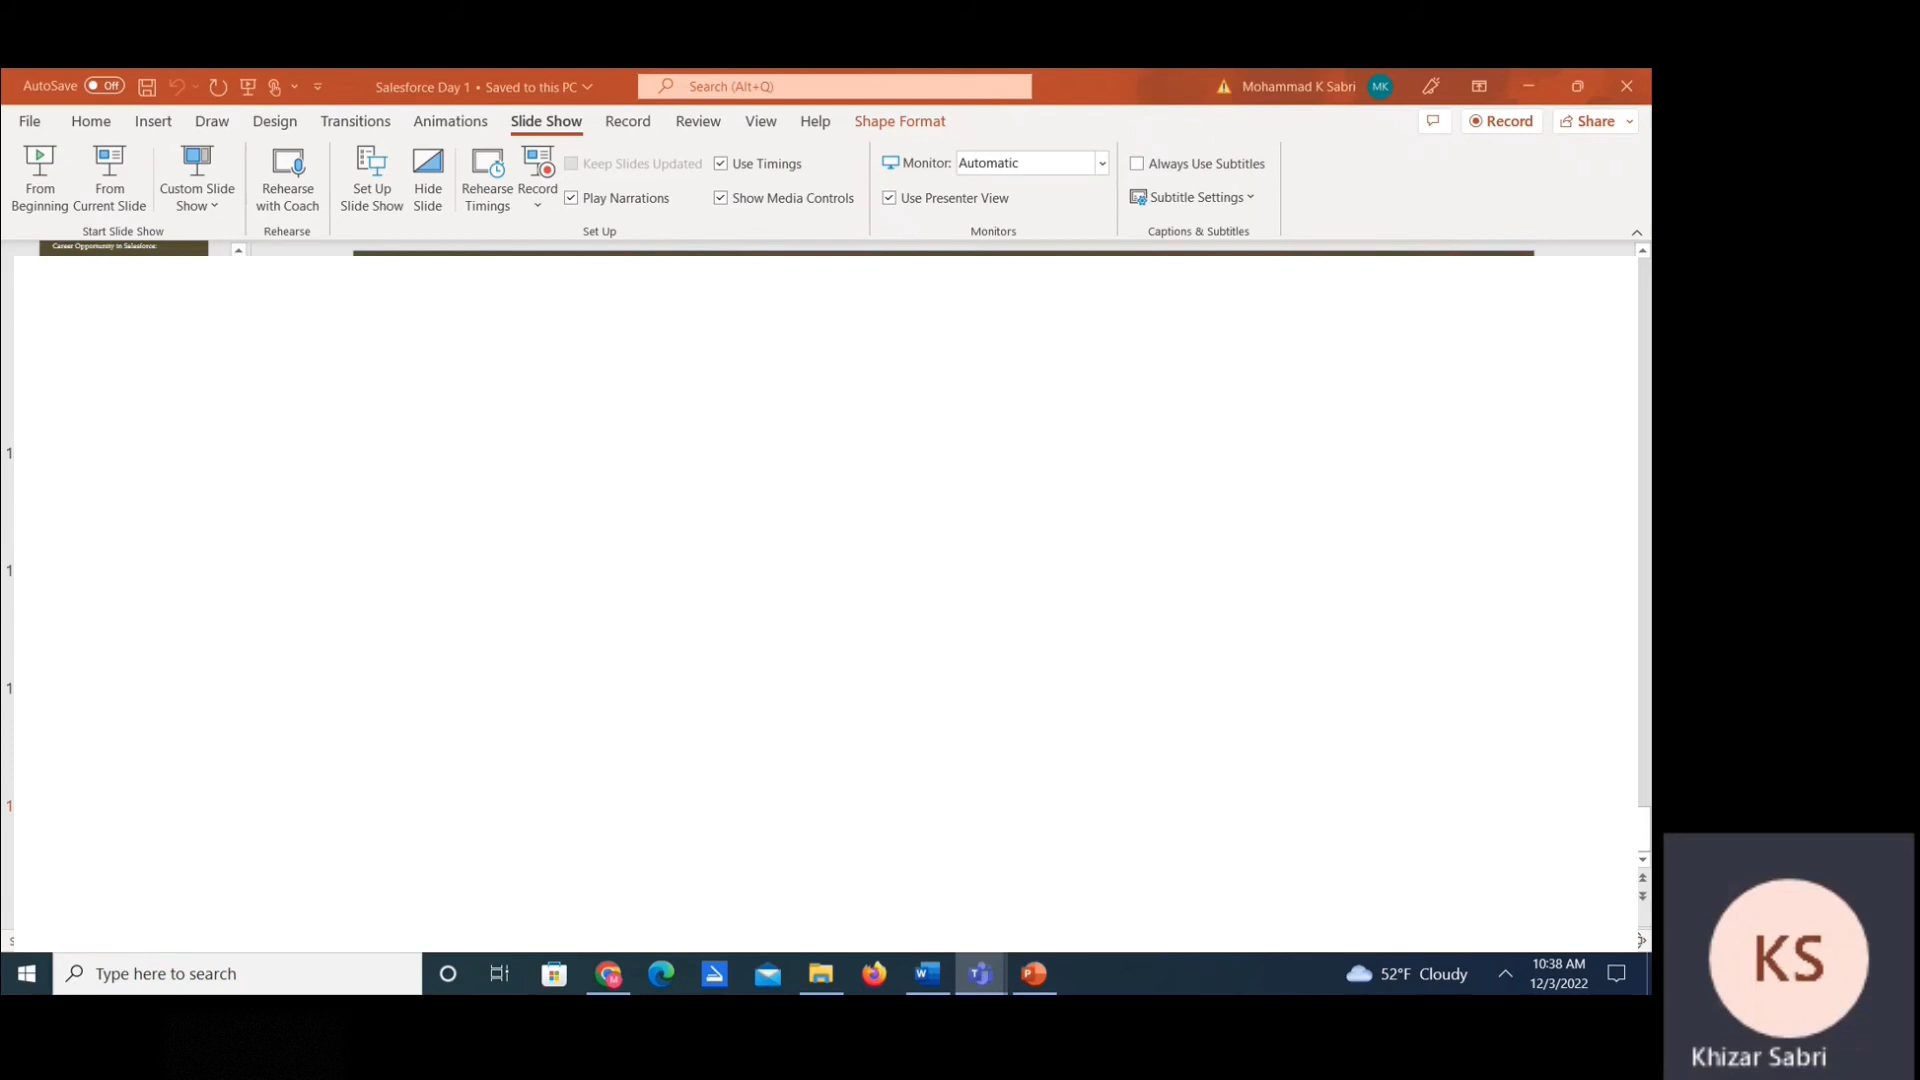 AutoSave Off
Salesforce Day 1 • Saved to this PC
Search (Alt+Q)
Mohammad K Sabri
MK
File Home Insert Draw Design Transitions Animations Slide Show Record Review View Help Shape Format
Record
Share
From Beginning
From Current Slide
Custom Slide Show
Rehearse with Coach
Set Up Slide Show
Hide Slide
Rehearse Timings
Record
Keep Slides Updated
Play Narrations
Use Timings
Show Media Controls
Monitor: Automatic
Use Presenter View
Always Use Subtitles
Subtitle Settings
Start Slide Show
Rehearse
Set Up
Monitors
Captions & Subtitles
Career Opportunity in Salesforce:
1
1
1
1
Type here to search
52°F Cloudy
10:38 AM
12/3/2022
KS
Khizar Sabri